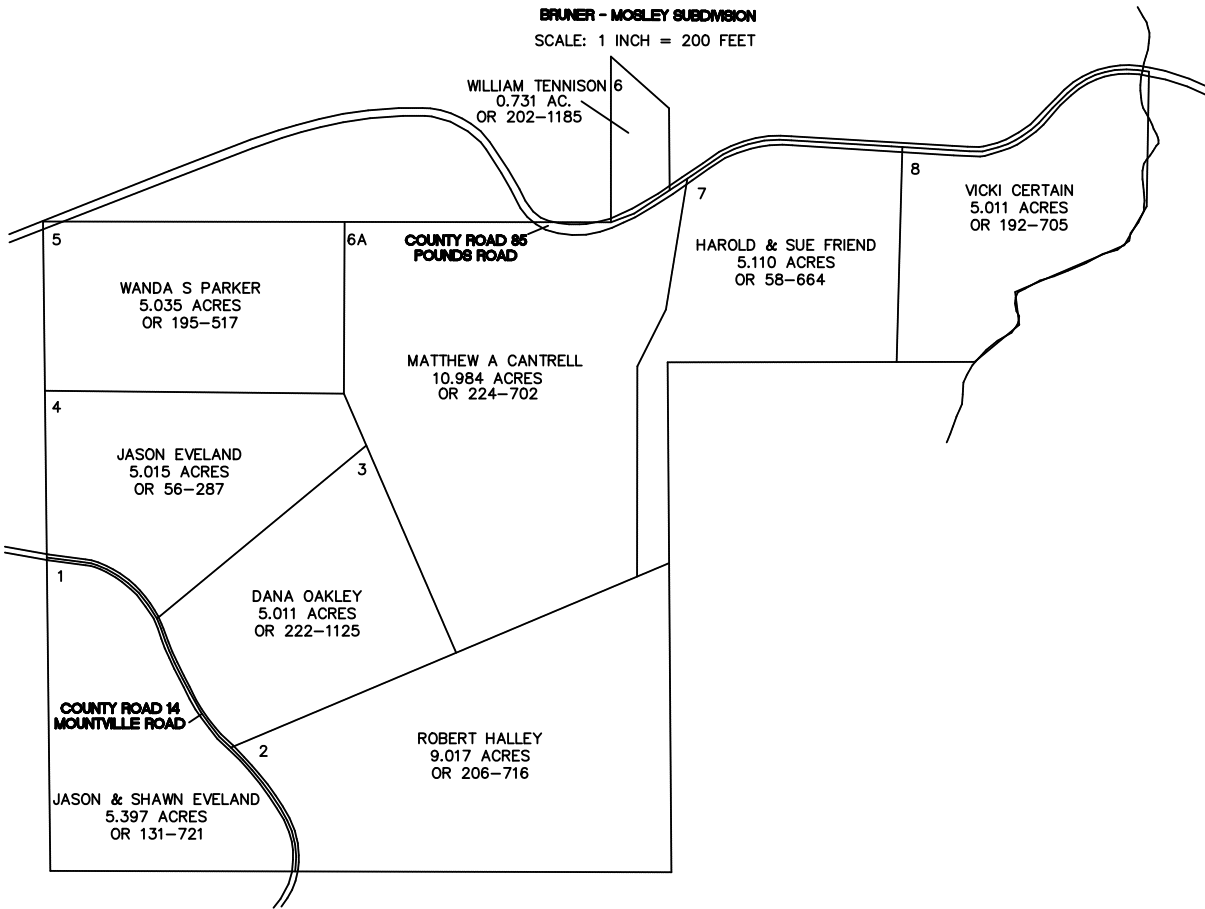 BRUNER - MOSLEY SUBDIVISION
SCALE: 1 INCH = 200 FEET
WILLIAM TENNISON
0.731 AC.
OR 202-1185
6
5
WANDA S PARKER
5.035 ACRES
OR 195-517
6A
COUNTY ROAD 85
POUNDS ROAD
MATTHEW A CANTRELL
10.984 ACRES
OR 224-702
7
HAROLD & SUE FRIEND
5.110 ACRES
OR 58-664
8
VICKI CERTAIN
5.011 ACRES
OR 192-705
4
JASON EVELAND
5.015 ACRES
OR 56-287
3
DANA OAKLEY
5.011 ACRES
OR 222-1125
1
COUNTY ROAD 14
MOUNTVILLE ROAD
JASON & SHAWN EVELAND
5.397 ACRES
OR 131-721
2
ROBERT HALLEY
9.017 ACRES
OR 206-716